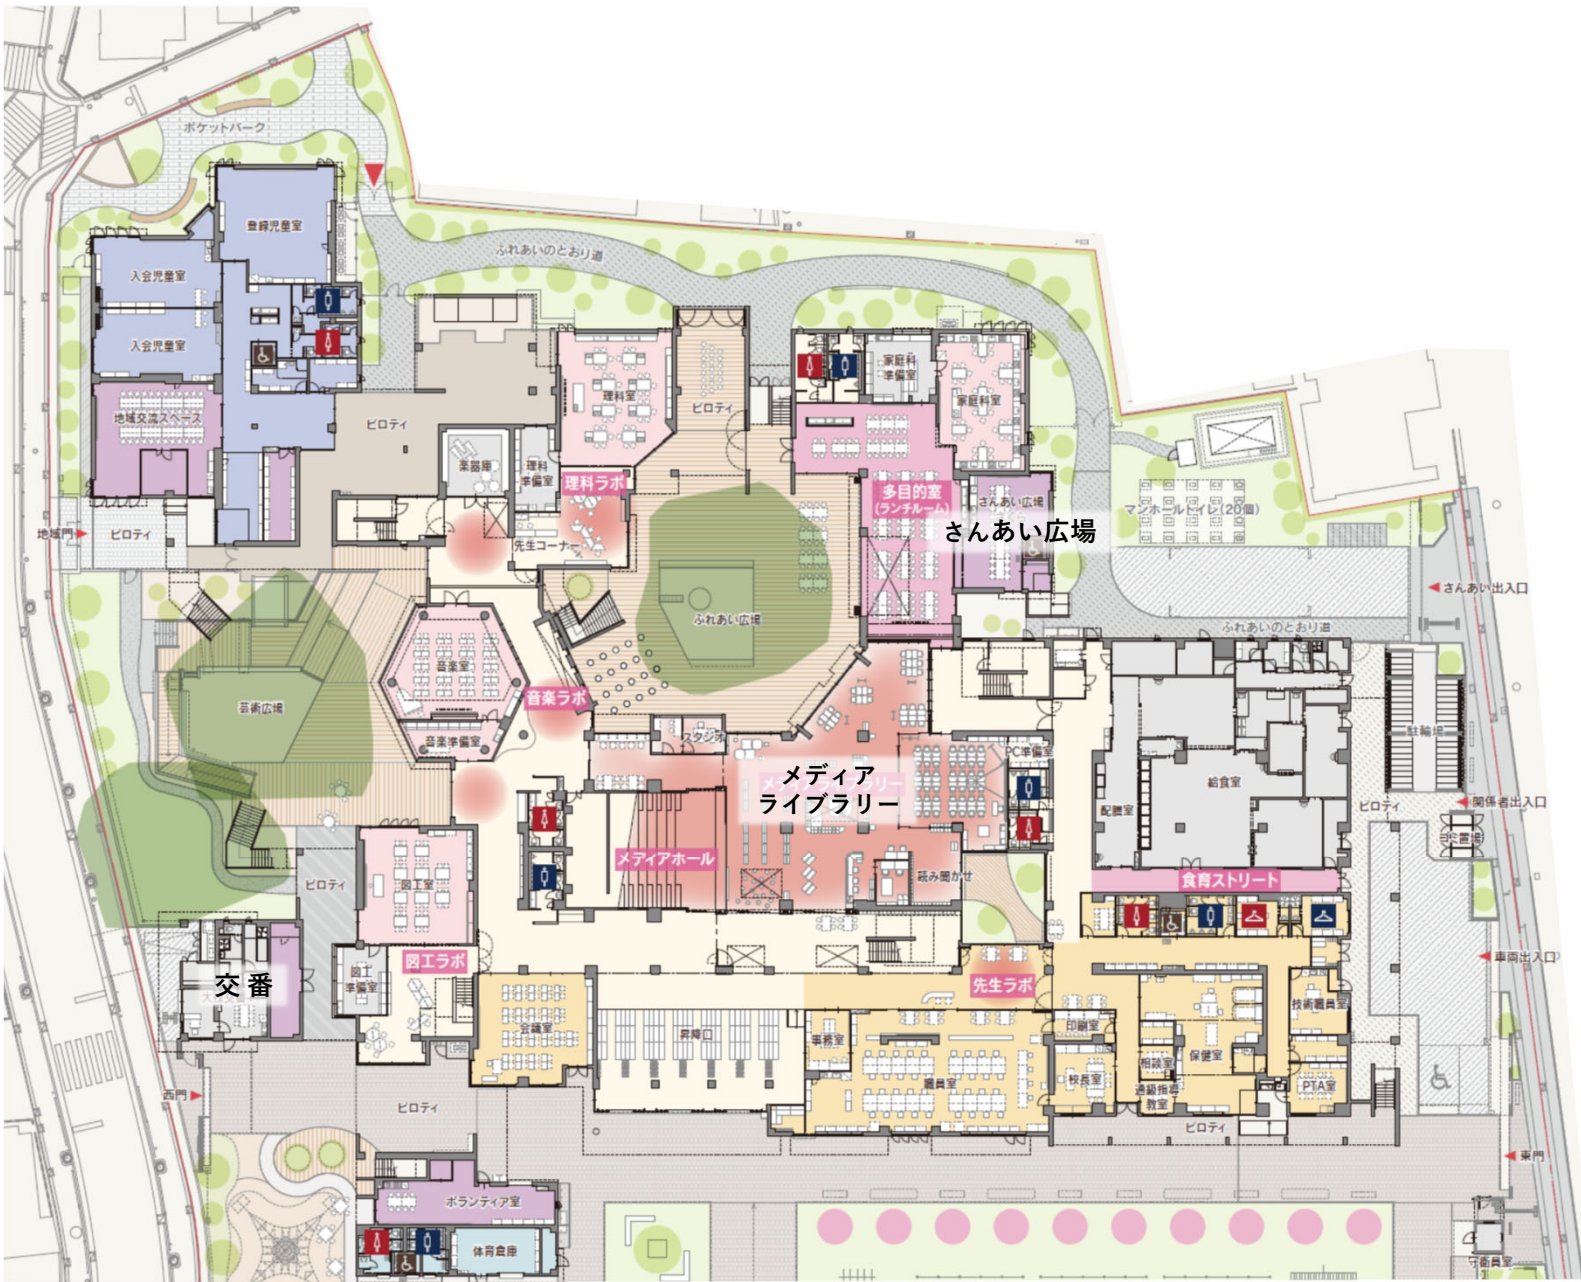 ポケットパーク
登録児童室
ふれあいのとおり道
入会児童室
入会児童室
地域交流スペース
ピロティ
理科室
ピロティ
家庭科
準備室
家庭科室
楽器庫
理科
準備室
理科ラボ
多目的室
(ランチルーム)
さんあい広場
さんあい広場
マンホールトイレ(20個)
地域門
ピロティ
先生コーナー
さんあい出入口
ふれあい広場
ふれあいのとおり道
音楽室
音楽ラボ
芸術広場
音楽準備室
スタジオ
PC準備室
駐輪場
メディア
ライブラリー
給食室
配膳室
ピロティ
関係者出入口
ゴミ置場
メディアホール
読み聞かせ
食育ストリート
図工室
ピロティ
図工ラボ
図工
準備室
交番
先生ラボ
車両出入口
技術職員室
会議室
昇降口
事務室
印刷室
職員室
校長室
相談室
保健室
通級指導
教室
PTA室
西門
ピロティ
ピロティ
東門
ボランティア室
体育倉庫
守衛員室